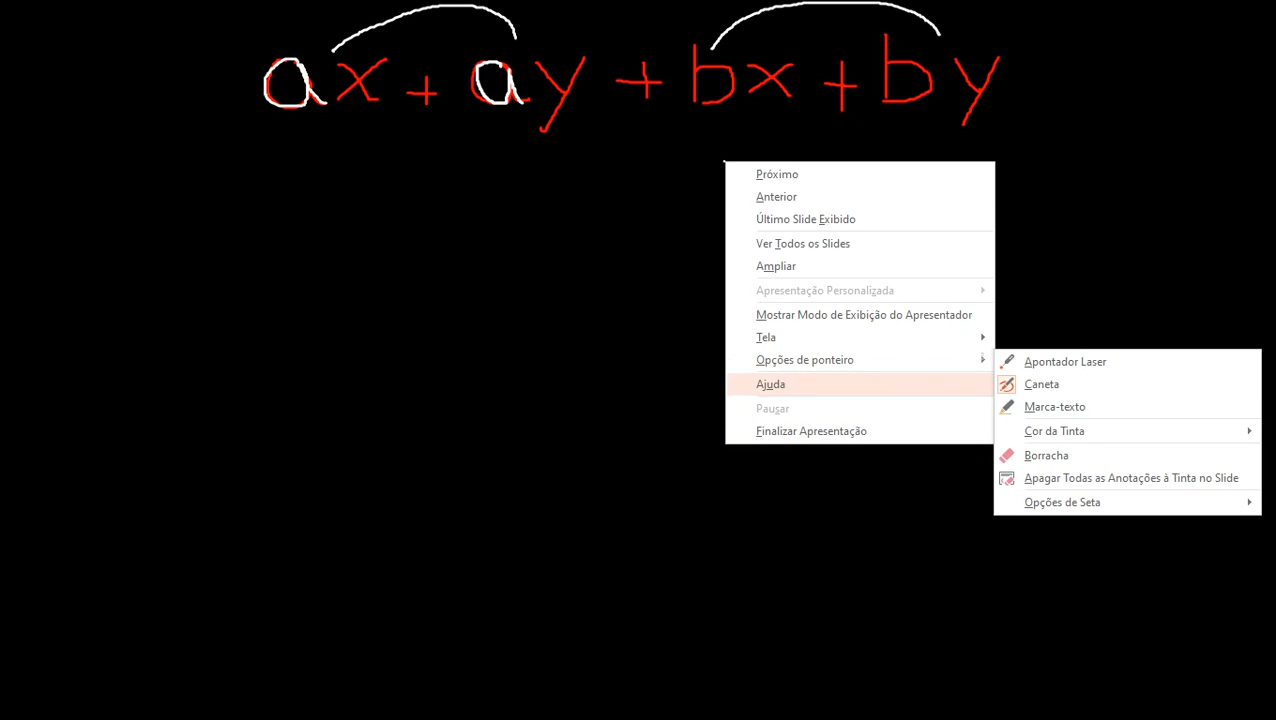 ax + ay + bx + by
Próximo
Anterior
Último Slide Exibido
Ver Todos os Slides
Ampliar
Apresentação Personalizada
Mostrar Modo de Exibição do Apresentador
Tela
Opções de ponteiro
Ajuda
Pausar
Finalizar Apresentação
Apontador Laser
Caneta
Marca-texto
Cor da Tinta
Borracha
Apagar Todas as Anotações à Tinta no Slide
Opções de Seta